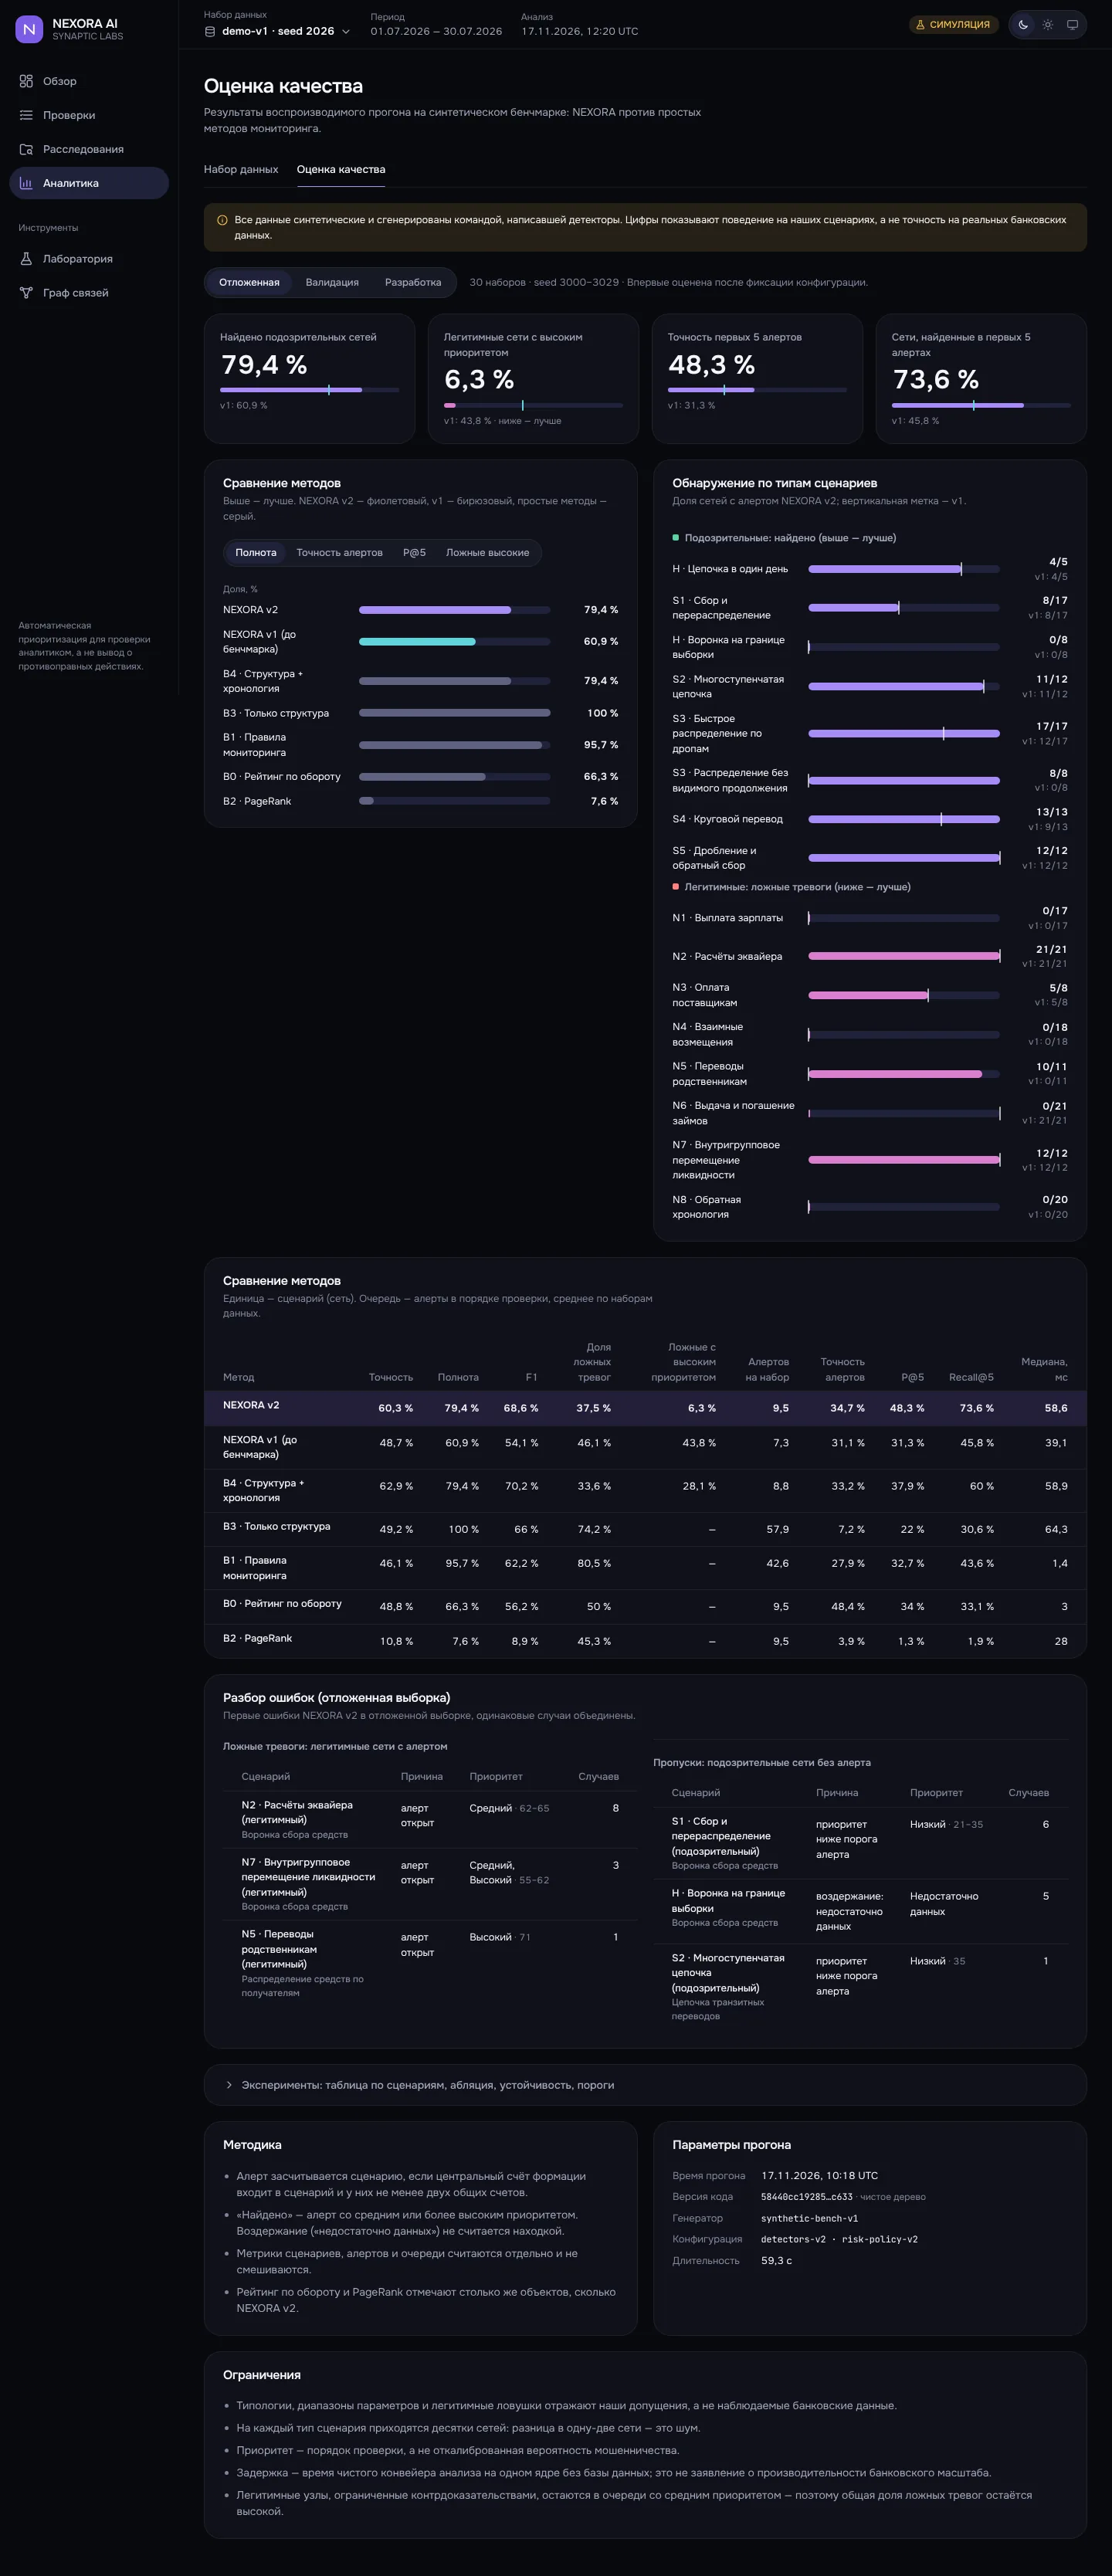 NEXORA AI
SYNAPTIC LABS
Обзор
Проверки
Расследования
Аналитика
Инструменты
Лаборатория
Граф связей
Автоматическая
приоритизация для проверки
аналитиком, а не вывод о
противоправных действиях.
Набор данных
demo-v1 · seed 2026
Период
01.07.2026 — 30.07.2026
Анализ
17.11.2026, 12:20 UTC
СИМУЛЯЦИЯ
Оценка качества
Результаты воспроизводимого прогона на синтетическом бенчмарке: NEXORA против простых
методов мониторинга.
Набор данных
Оценка качества
Все данные синтетические и сгенерированы командой, написавшей детекторы. Цифры показывают поведение на наших сценариях, а не точность на реальных банковских
данных.
Отложенная
Валидация
Разработка
30 наборов · seed 3000–3029 · Впервые оценена после фиксации конфигурации.
Найдено подозрительных сетей
79,4 %
v1: 60,9 %
Легитимные сети с высоким
приоритетом
6,3 %
v1: 43,8 % · ниже — лучше
Точность первых 5 алертов
48,3 %
v1: 31,3 %
Сети, найденные в первых 5
алертах
73,6 %
v1: 45,8 %
Сравнение методов
Выше — лучше. NEXORA v2 — фиолетовый, v1 — бирюзовый, простые методы —
серый.
Полнота
Точность алертов
P@5
Ложные высокие
Доля, %
NEXORA v2
79,4 %
NEXORA v1 (до
бенчмарка)
60,9 %
B4 · Структура +
хронология
79,4 %
B3 · Только структура
100 %
B1 · Правила
мониторинга
95,7 %
B0 · Рейтинг по обороту
66,3 %
B2 · PageRank
7,6 %
Обнаружение по типам сценариев
Доля сетей с алертом NEXORA v2; вертикальная метка — v1.
Подозрительные: найдено (выше — лучше)
H · Цепочка в один день
4/5
v1: 4/5
S1 · Сбор и
перераспределение
8/17
v1: 8/17
H · Воронка на границе
выборки
0/8
v1: 0/8
S2 · Многоступенчатая
цепочка
11/12
v1: 11/12
S3 · Быстрое
распределение по
дропам
17/17
v1: 12/17
S3 · Распределение без
видимого продолжения
8/8
v1: 0/8
S4 · Круговой перевод
13/13
v1: 9/13
S5 · Дробление и
обратный сбор
12/12
v1: 12/12
Легитимные: ложные тревоги (ниже — лучше)
N1 · Выплата зарплаты
0/17
v1: 0/17
N2 · Расчёты эквайера
21/21
v1: 21/21
N3 · Оплата
поставщикам
5/8
v1: 5/8
N4 · Взаимные
возмещения
0/18
v1: 0/18
N5 · Переводы
родственникам
10/11
v1: 0/11
N6 · Выдача и погашение
займов
0/21
v1: 21/21
N7 · Внутригрупповое
перемещение
ликвидности
12/12
v1: 12/12
N8 · Обратная
хронология
0/20
v1: 0/20
Сравнение методов
Единица — сценарий (сеть). Очередь — алерты в порядке проверки, среднее по наборам
данных.
Метод Точность Полнота F1 Доля ложных тревог Ложные с высоким приоритетом Алертов на набор Точность алертов P@5 Recall@5 Медиана, мс
NEXORA v2 60,3 % 79,4 % 68,6 % 37,5 % 6,3 % 9,5 34,7 % 48,3 % 73,6 % 58,6
NEXORA v1 (до бенчмарка) 48,7 % 60,9 % 54,1 % 46,1 % 43,8 % 7,3 31,1 % 31,3 % 45,8 % 39,1
B4 · Структура + хронология 62,9 % 79,4 % 70,2 % 33,6 % 28,1 % 8,8 33,2 % 37,9 % 60 % 58,9
B3 · Только структура 49,2 % 100 % 66 % 74,2 % — 57,9 7,2 % 22 % 30,6 % 64,3
B1 · Правила мониторинга 46,1 % 95,7 % 62,2 % 80,5 % — 42,6 27,9 % 32,7 % 43,6 % 1,4
B0 · Рейтинг по обороту 48,8 % 66,3 % 56,2 % 50 % — 9,5 48,4 % 34 % 33,1 % 3
B2 · PageRank 10,8 % 7,6 % 8,9 % 45,3 % — 9,5 3,9 % 1,3 % 1,9 % 28
Разбор ошибок (отложенная выборка)
Первые ошибки NEXORA v2 в отложенной выборке, одинаковые случаи объединены.
Ложные тревоги: легитимные сети с алертом
Сценарий Причина Приоритет Случаев
N2 · Расчёты эквайера
(легитимный)
Воронка сбора средств
алерт
открыт
Средний · 62–65
8
N7 · Внутригрупповое
перемещение ликвидности
(легитимный)
Воронка сбора средств
алерт
открыт
Средний,
Высокий · 55–62
3
N5 · Переводы
родственникам
(легитимный)
Распределение средств по
получателям
алерт
открыт
Высокий · 71
1
Пропуски: подозрительные сети без алерта
Сценарий Причина Приоритет Случаев
S1 · Сбор и
перераспределение
(подозрительный)
Воронка сбора средств
приоритет
ниже порога
алерта
Низкий · 21–35
6
H · Воронка на границе
выборки
Воронка сбора средств
воздержание:
недостаточно
данных
Недостаточно
данных
5
S2 · Многоступенчатая
цепочка
(подозрительный)
Цепочка транзитных
переводов
приоритет
ниже порога
алерта
Низкий · 35
1
Эксперименты: таблица по сценариям, абляция, устойчивость, пороги
Методика
Алерт засчитывается сценарию, если центральный счёт формации
входит в сценарий и у них не менее двух общих счетов.
«Найдено» — алерт со средним или более высоким приоритетом.
Воздержание («недостаточно данных») не считается находкой.
Метрики сценариев, алертов и очереди считаются отдельно и не
смешиваются.
Рейтинг по обороту и PageRank отмечают столько же объектов, сколько
NEXORA v2.
Параметры прогона
Время прогона 17.11.2026, 10:18 UTC
Версия кода 58440cc19285…c633 · чистое дерево
Генератор synthetic-bench-v1
Конфигурация detectors-v2 · risk-policy-v2
Длительность 59,3 с
Ограничения
Типологии, диапазоны параметров и легитимные ловушки отражают наши допущения, а не наблюдаемые банковские данные.
На каждый тип сценария приходятся десятки сетей: разница в одну-две сети — это шум.
Приоритет — порядок проверки, а не откалиброванная вероятность мошенничества.
Задержка — время чистого конвейера анализа на одном ядре без базы данных; это не заявление о производительности банковского масштаба.
Легитимные узлы, ограниченные контрдоказательствами, остаются в очереди со средним приоритетом — поэтому общая доля ложных тревог остаётся
высокой.